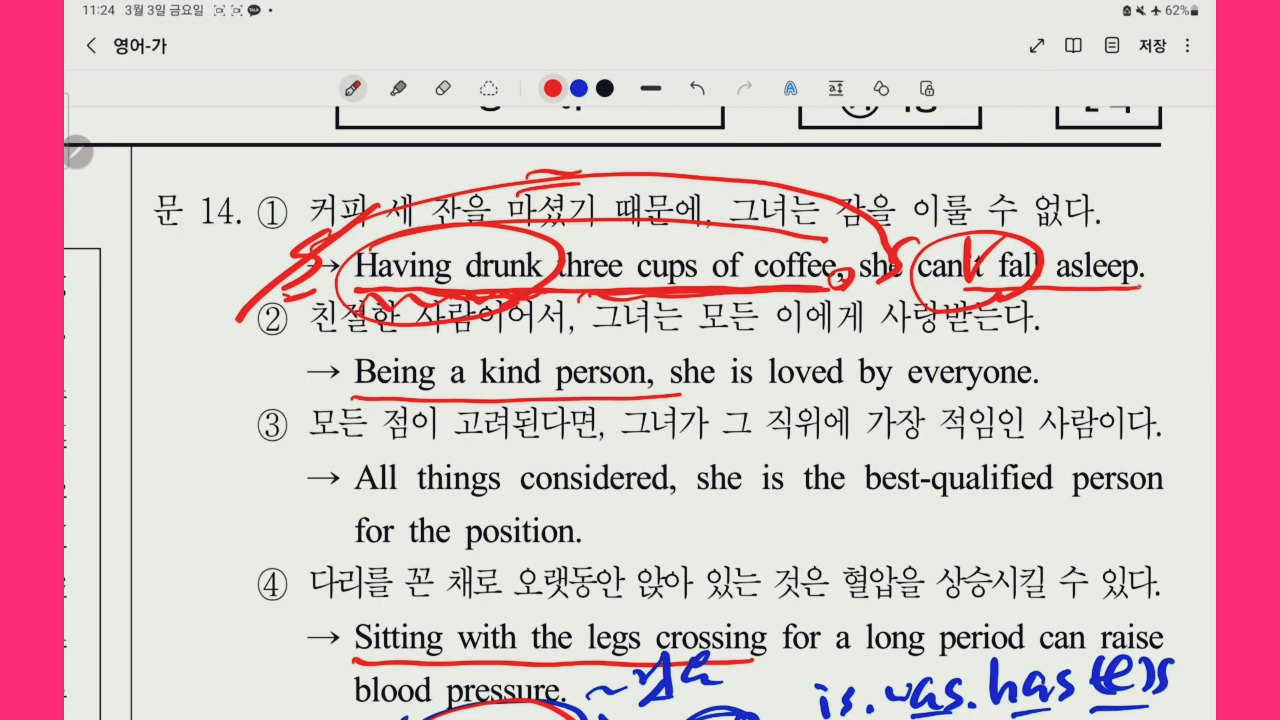 11:24 3월 3일 금요일
62%
영어-가
저장
문 14. ① 커피 세 잔을 마셨기 때문에, 그녀는 잠을 이룰 수 없다.
→ Having drunk three cups of coffee, she can't fall asleep.
② 친절한 사람이어서, 그녀는 모든 이에게 사랑받는다.
→ Being a kind person, she is loved by everyone.
③ 모든 점이 고려된다면, 그녀가 그 직위에 가장 적임인 사람이다.
→ All things considered, she is the best-qualified person
for the position.
④ 다리를 꼰 채로 오랫동안 앉아 있는 것은 혈압을 상승시킬 수 있다.
→ Sitting with the legs crossing for a long period can raise
blood pressure.
is. was. has (e)s